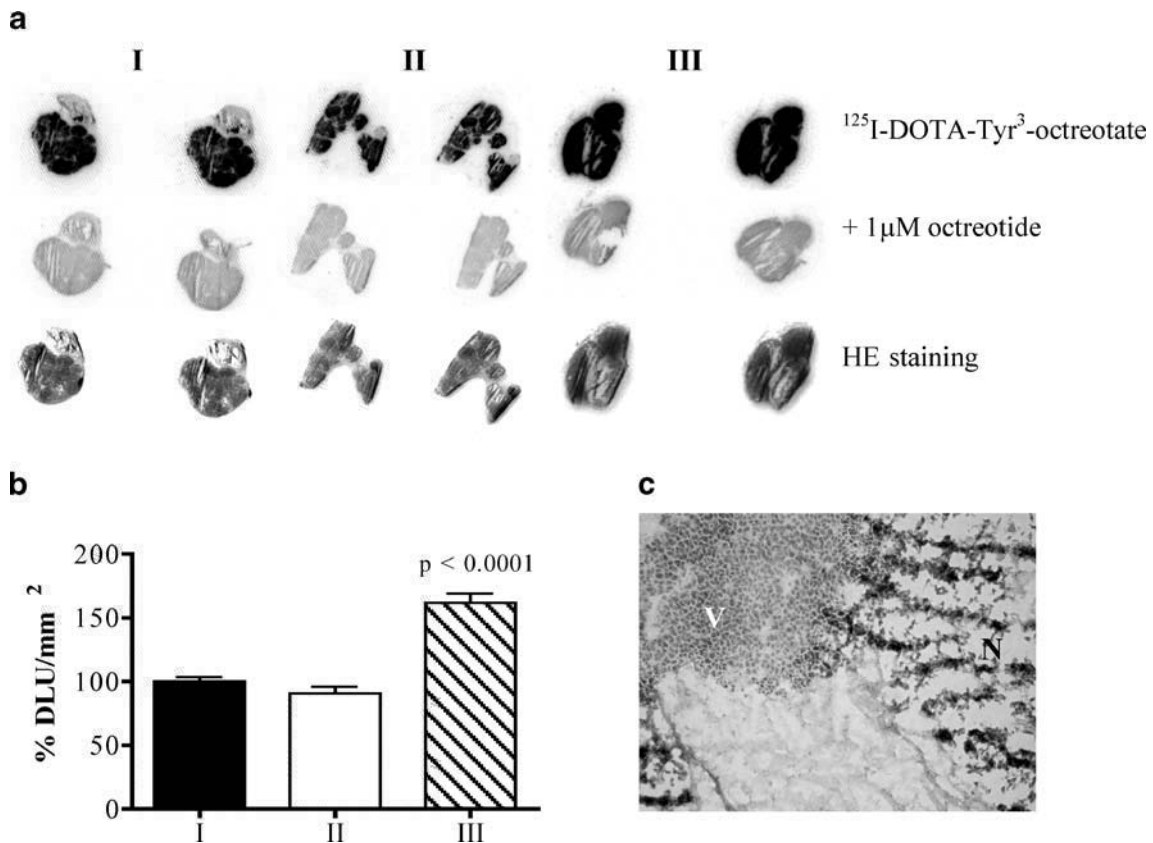 a
I II III
¹²⁵I-DOTA-Tyr³-octreotate
+ 1µM octreotide
HE staining
b
% DLU/mm ²
200
150
100
50
0
p < 0.0001
I II III
c
V
N